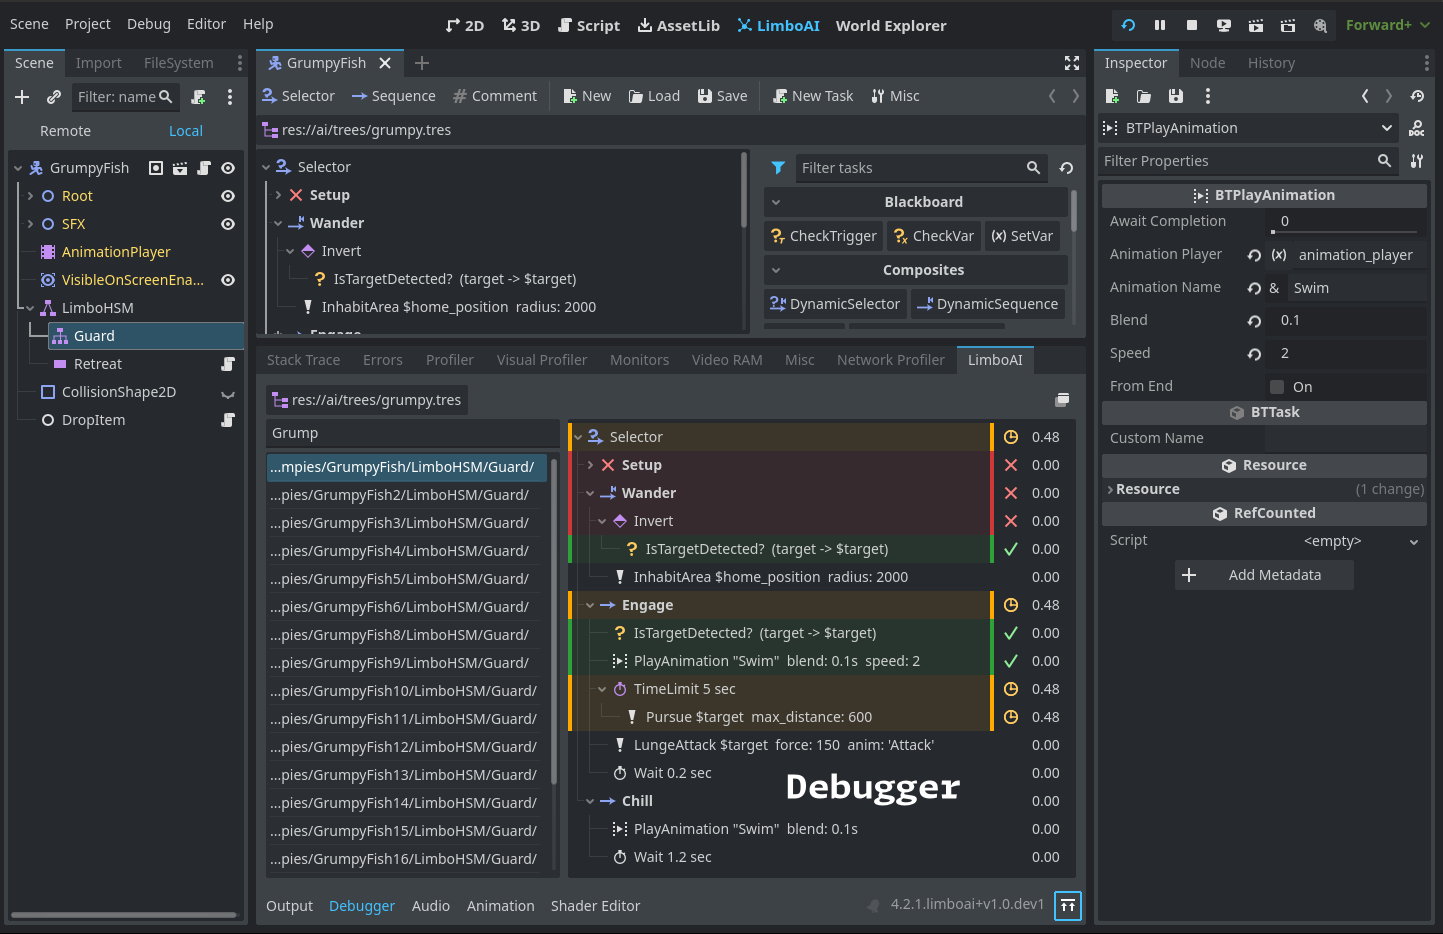 Scene Project Debug Editor Help
2D 3D Script AssetLib LimboAI World Explorer
Forward+
Scene Import FileSystem
Filter: name
Remote Local
GrumpyFish
Root
SFX
AnimationPlayer
VisibleOnScreenEna...
LimboHSM
Guard
Retreat
CollisionShape2D
DropItem
GrumpyFish
Selector Sequence # Comment New Load Save New Task Misc
res://ai/trees/grumpy.tres
Selector
Setup
Wander
Invert
IsTargetDetected? (target -> $target)
InhabitArea $home_position radius: 2000
Engage
Filter tasks
Blackboard
CheckTrigger CheckVar (x) SetVar
Composites
DynamicSelector DynamicSequence
Stack Trace Errors Profiler Visual Profiler Monitors Video RAM Misc Network Profiler LimboAI
res://ai/trees/grumpy.tres
Grump
...mpies/GrumpyFish/LimboHSM/Guard/
...pies/GrumpyFish2/LimboHSM/Guard/
...pies/GrumpyFish3/LimboHSM/Guard/
...pies/GrumpyFish4/LimboHSM/Guard/
...pies/GrumpyFish5/LimboHSM/Guard/
...pies/GrumpyFish6/LimboHSM/Guard/
...pies/GrumpyFish8/LimboHSM/Guard/
...pies/GrumpyFish9/LimboHSM/Guard/
...pies/GrumpyFish10/LimboHSM/Guard/
...pies/GrumpyFish11/LimboHSM/Guard/
...pies/GrumpyFish12/LimboHSM/Guard/
...pies/GrumpyFish13/LimboHSM/Guard/
...pies/GrumpyFish14/LimboHSM/Guard/
...pies/GrumpyFish15/LimboHSM/Guard/
...pies/GrumpyFish16/LimboHSM/Guard/
Selector 0.48
Setup 0.00
Wander 0.00
Invert 0.00
IsTargetDetected? (target -> $target) 0.00
InhabitArea $home_position radius: 2000 0.00
Engage 0.48
IsTargetDetected? (target -> $target) 0.00
PlayAnimation "Swim" blend: 0.1s speed: 2 0.00
TimeLimit 5 sec 0.48
Pursue $target max_distance: 600 0.48
LungeAttack $target force: 150 anim: 'Attack' 0.00
Wait 0.2 sec 0.00
Debugger
Chill 0.00
PlayAnimation "Swim" blend: 0.1s 0.00
Wait 1.2 sec 0.00
Output Debugger Audio Animation Shader Editor
4.2.1.limboai+v1.0.dev1
Inspector Node History
BTPlayAnimation
Filter Properties
BTPlayAnimation
Await Completion 0
Animation Player (x) animation_player
Animation Name & Swim
Blend 0.1
Speed 2
From End On
BTTask
Custom Name
Resource
Resource (1 change)
RefCounted
Script <empty>
Add Metadata